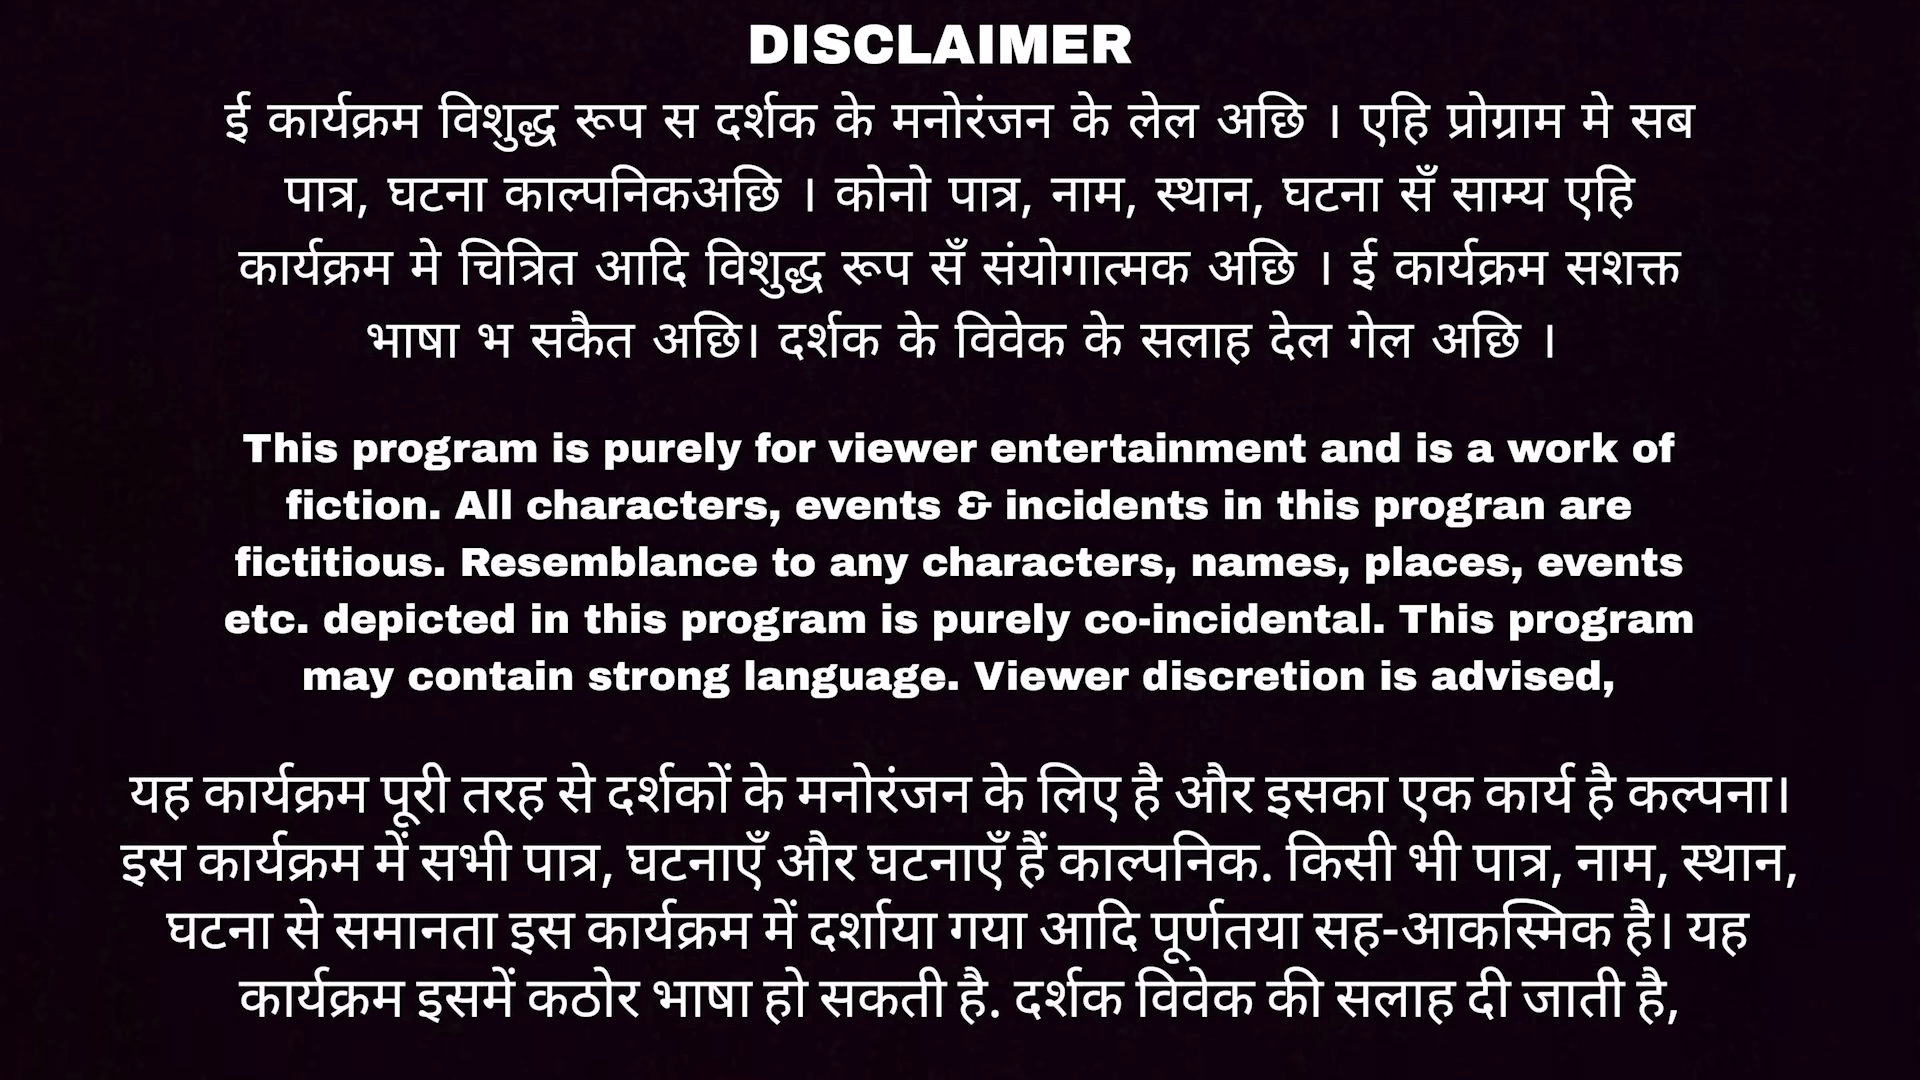 DISCLAIMER
ई कार्यक्रम विशुद्ध रूप स दर्शक के मनोरंजन के लेल अछि । एहि प्रोग्राम मे सब
पात्र, घटना काल्पनिकअछि । कोनो पात्र, नाम, स्थान, घटना सँ साम्य एहि
कार्यक्रम मे चित्रित आदि विशुद्ध रूप सँ संयोगात्मक अछि । ई कार्यक्रम सशक्त
भाषा भ सकैत अछि। दर्शक के विवेक के सलाह देल गेल अछि ।
This program is purely for viewer entertainment and is a work of
fiction. All characters, events & incidents in this progran are
fictitious. Resemblance to any characters, names, places, events
etc. depicted in this program is purely co-incidental. This program
may contain strong language. Viewer discretion is advised,
यह कार्यक्रम पूरी तरह से दर्शकों के मनोरंजन के लिए है और इसका एक कार्य है कल्पना।
इस कार्यक्रम में सभी पात्र, घटनाएँ और घटनाएँ हैं काल्पनिक. किसी भी पात्र, नाम, स्थान,
घटना से समानता इस कार्यक्रम में दर्शाया गया आदि पूर्णतया सह-आकस्मिक है। यह
कार्यक्रम इसमें कठोर भाषा हो सकती है. दर्शक विवेक की सलाह दी जाती है,